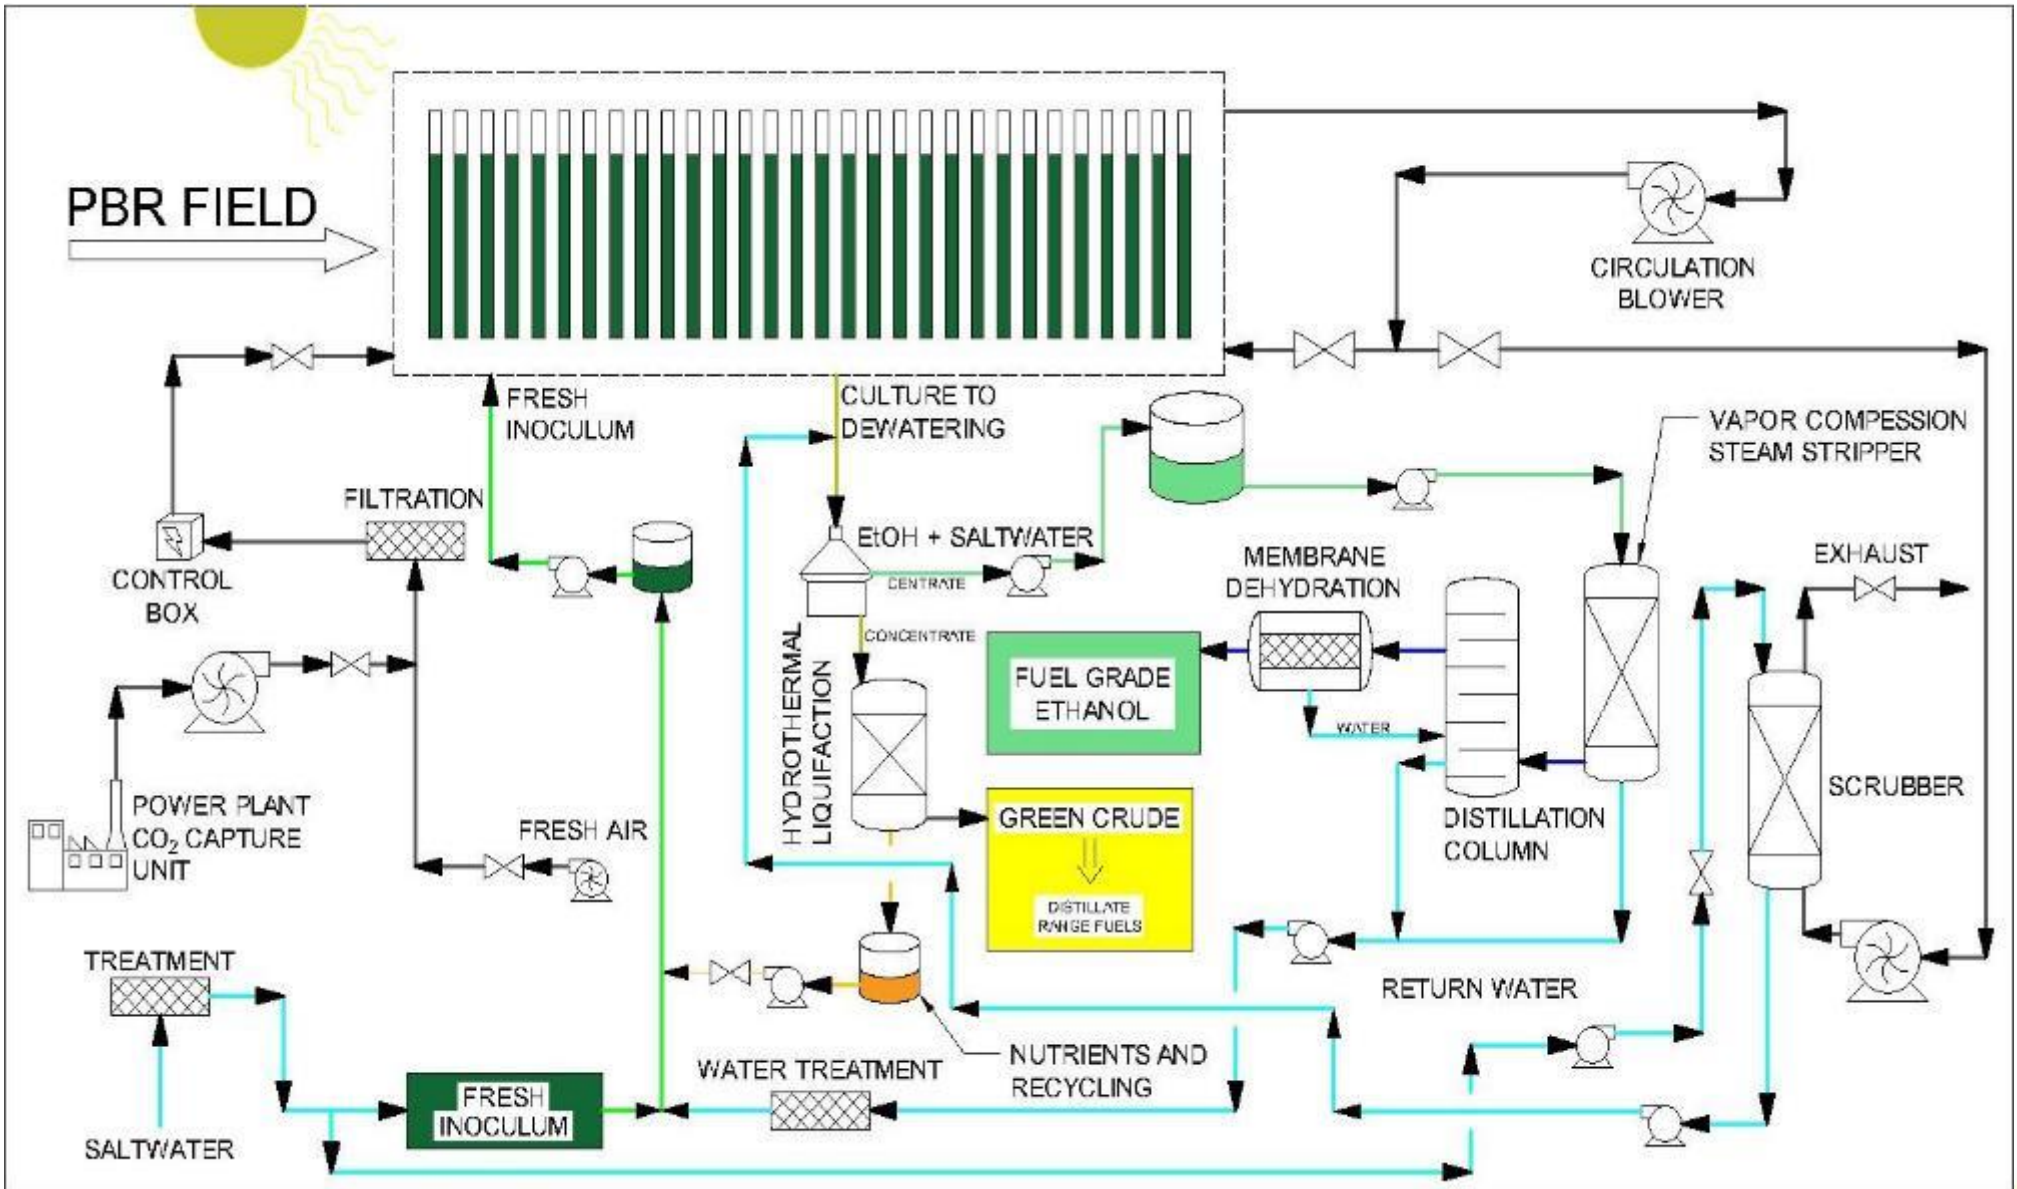 PBR FIELD
CIRCULATION
BLOWER
FRESH
INOCULUM
CULTURE TO
DEWATERING
VAPOR COMPESSION
STEAM STRIPPER
FILTRATION
EtOH + SALTWATER
CENTRATE
MEMBRANE
DEHYDRATION
EXHAUST
CONTROL
BOX
CONCENTRATE
HYDROTHERMAL
LIQUIFACTION
FUEL GRADE
ETHANOL
WATER
POWER PLANT
CO₂ CAPTURE
UNIT
FRESH AIR
GREEN CRUDE
DISTILLATE
RANGE FUELS
DISTILLATION
COLUMN
SCRUBBER
TREATMENT
RETURN WATER
NUTRIENTS AND
RECYCLING
WATER TREATMENT
FRESH
INOCULUM
SALTWATER